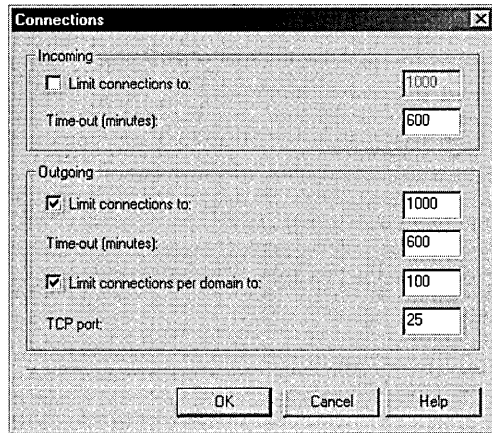 Connections
Incoming
Limit connections to: 1000
Time-out (minutes): 600
Outgoing
Limit connections to: 1000
Time-out (minutes): 600
Limit connections per domain to: 100
TCP port: 25
OK Cancel Help